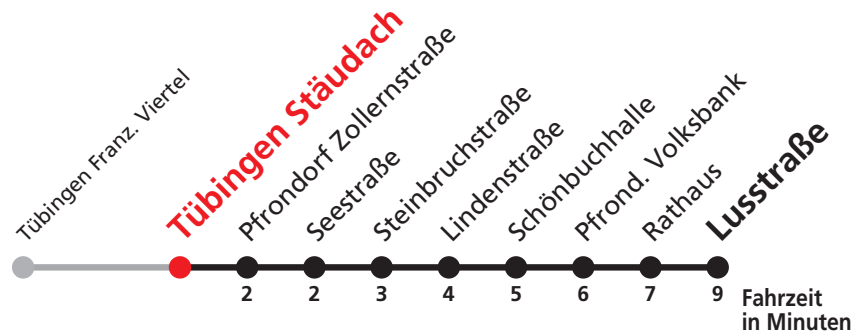 Tübingen Franz. Viertel
Tübingen Stäudach
Pfrondorf Zollernstraße
Seestraße
Steinbruchstraße
Lindenstraße
Schönbuchhalle
Pfrond. Volksbank
Rathaus
Lusstraße
2 2 3 4 5 6 7 9
Fahrzeit
in Minuten